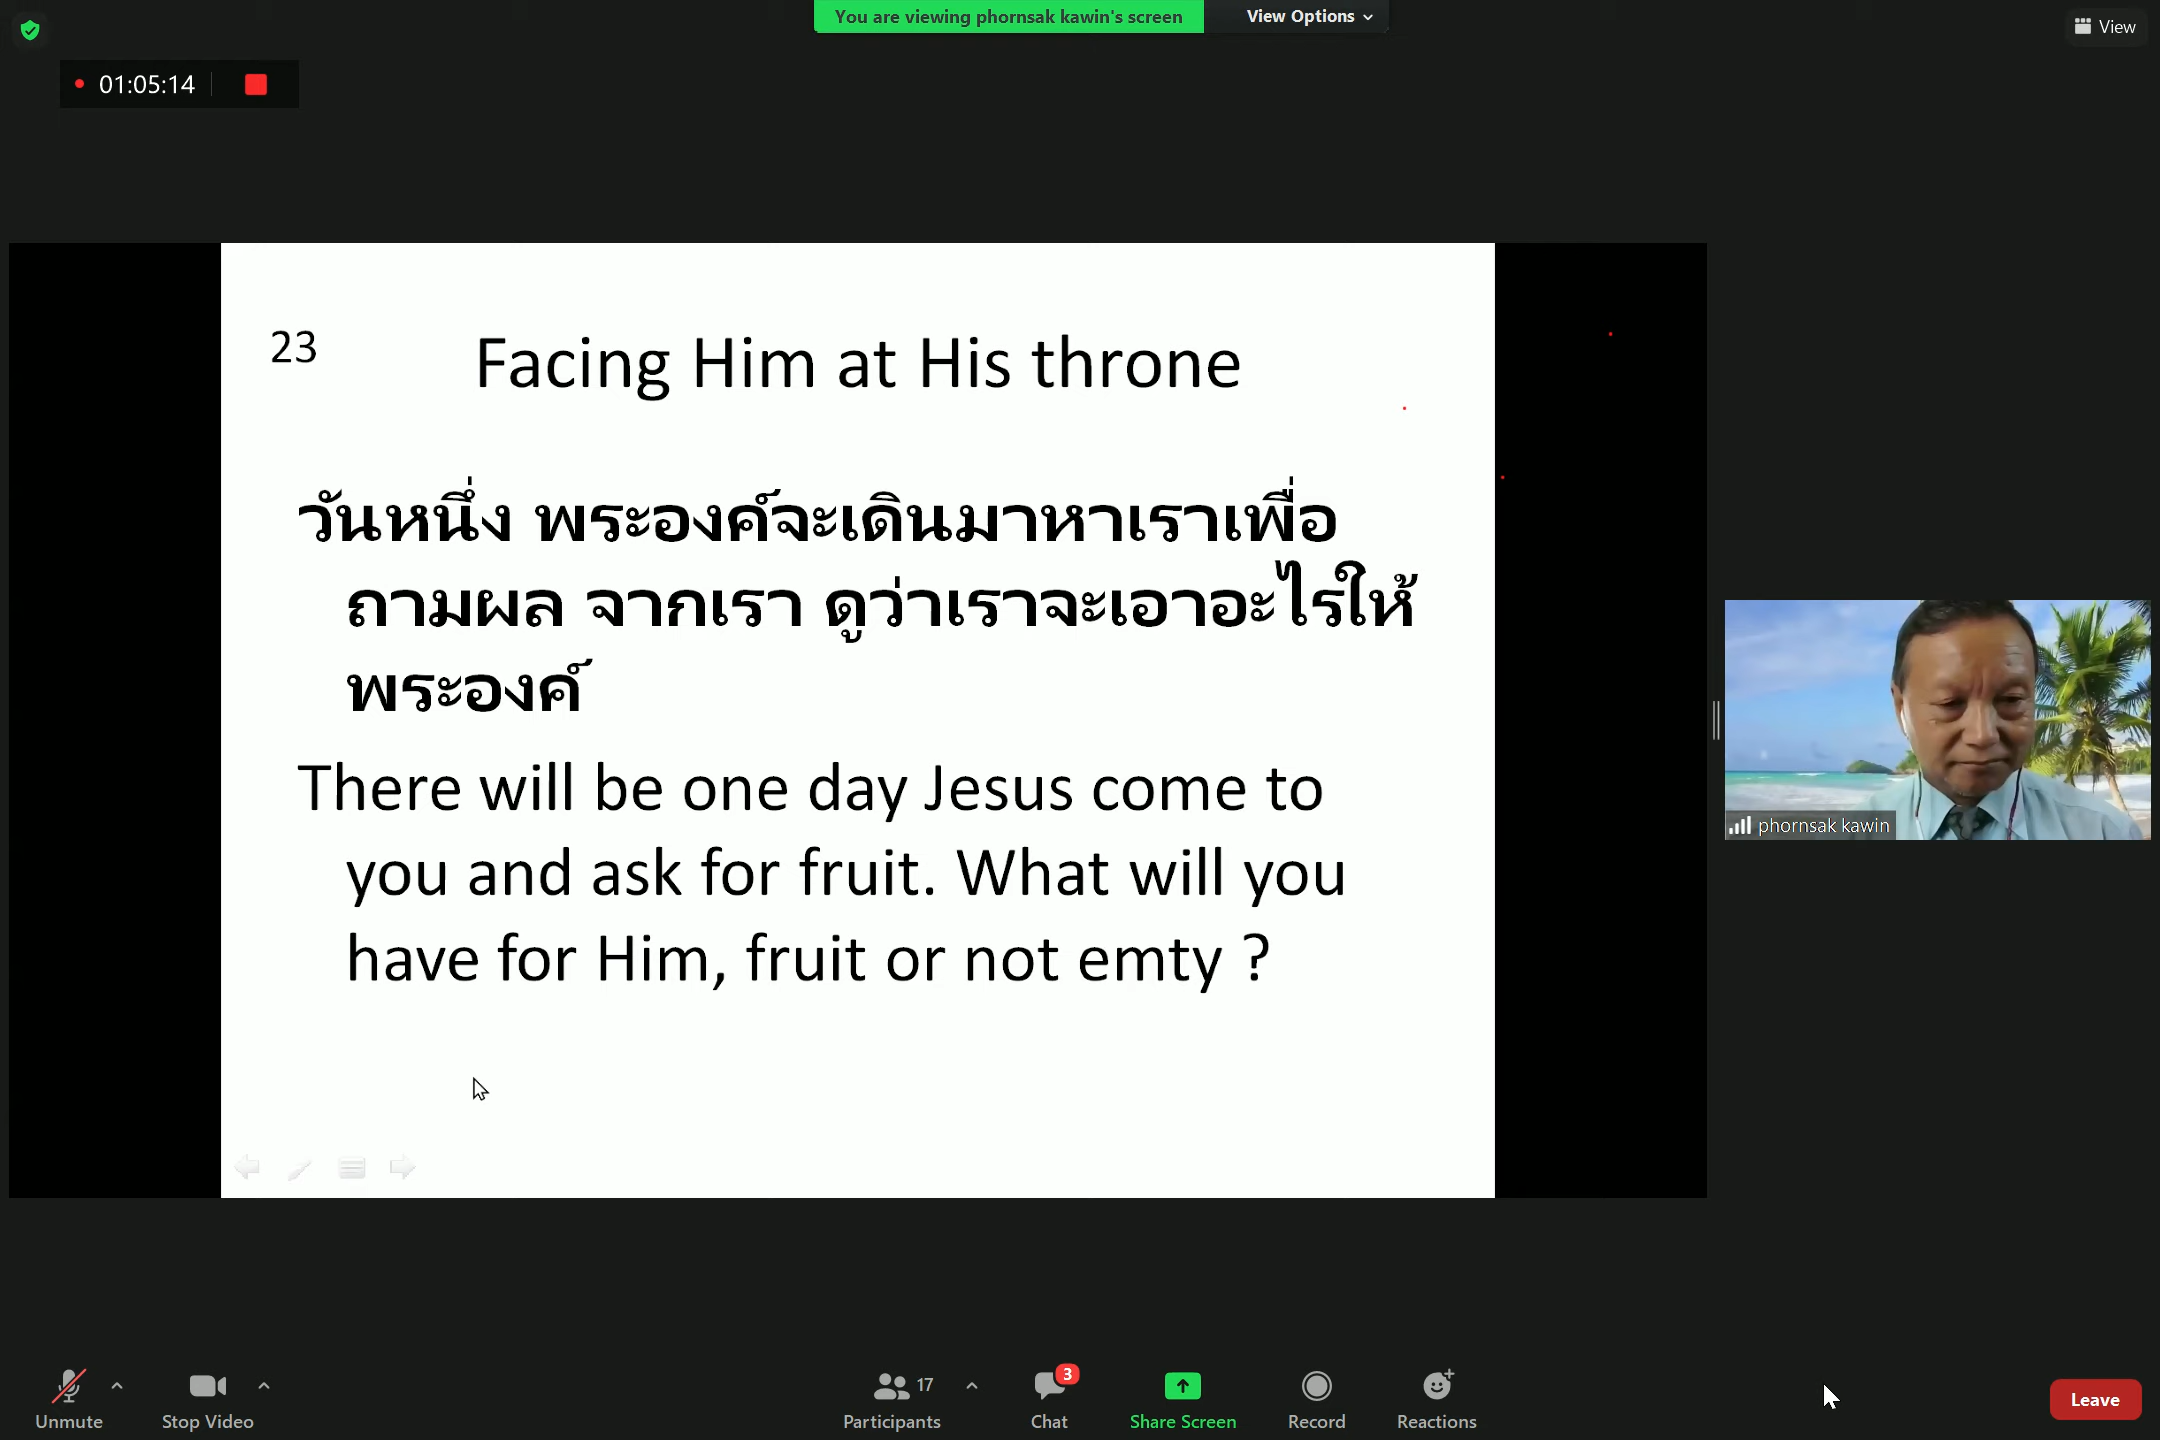 You are viewing phornsak kawin's screen
View Options
View
01:05:14
23
Facing Him at His throne
วันหนึ่ง พระองค์จะเดินมาหาเราเพื่อ
ถามผล จากเรา ดูว่าเราจะเอาอะไรให้
พระองค์
There will be one day Jesus come to
you and ask for fruit. What will you
have for Him, fruit or not emty ?
phornsak kawin
Unmute
Stop Video
17
Participants
3
Chat
Share Screen
Record
Reactions
Leave